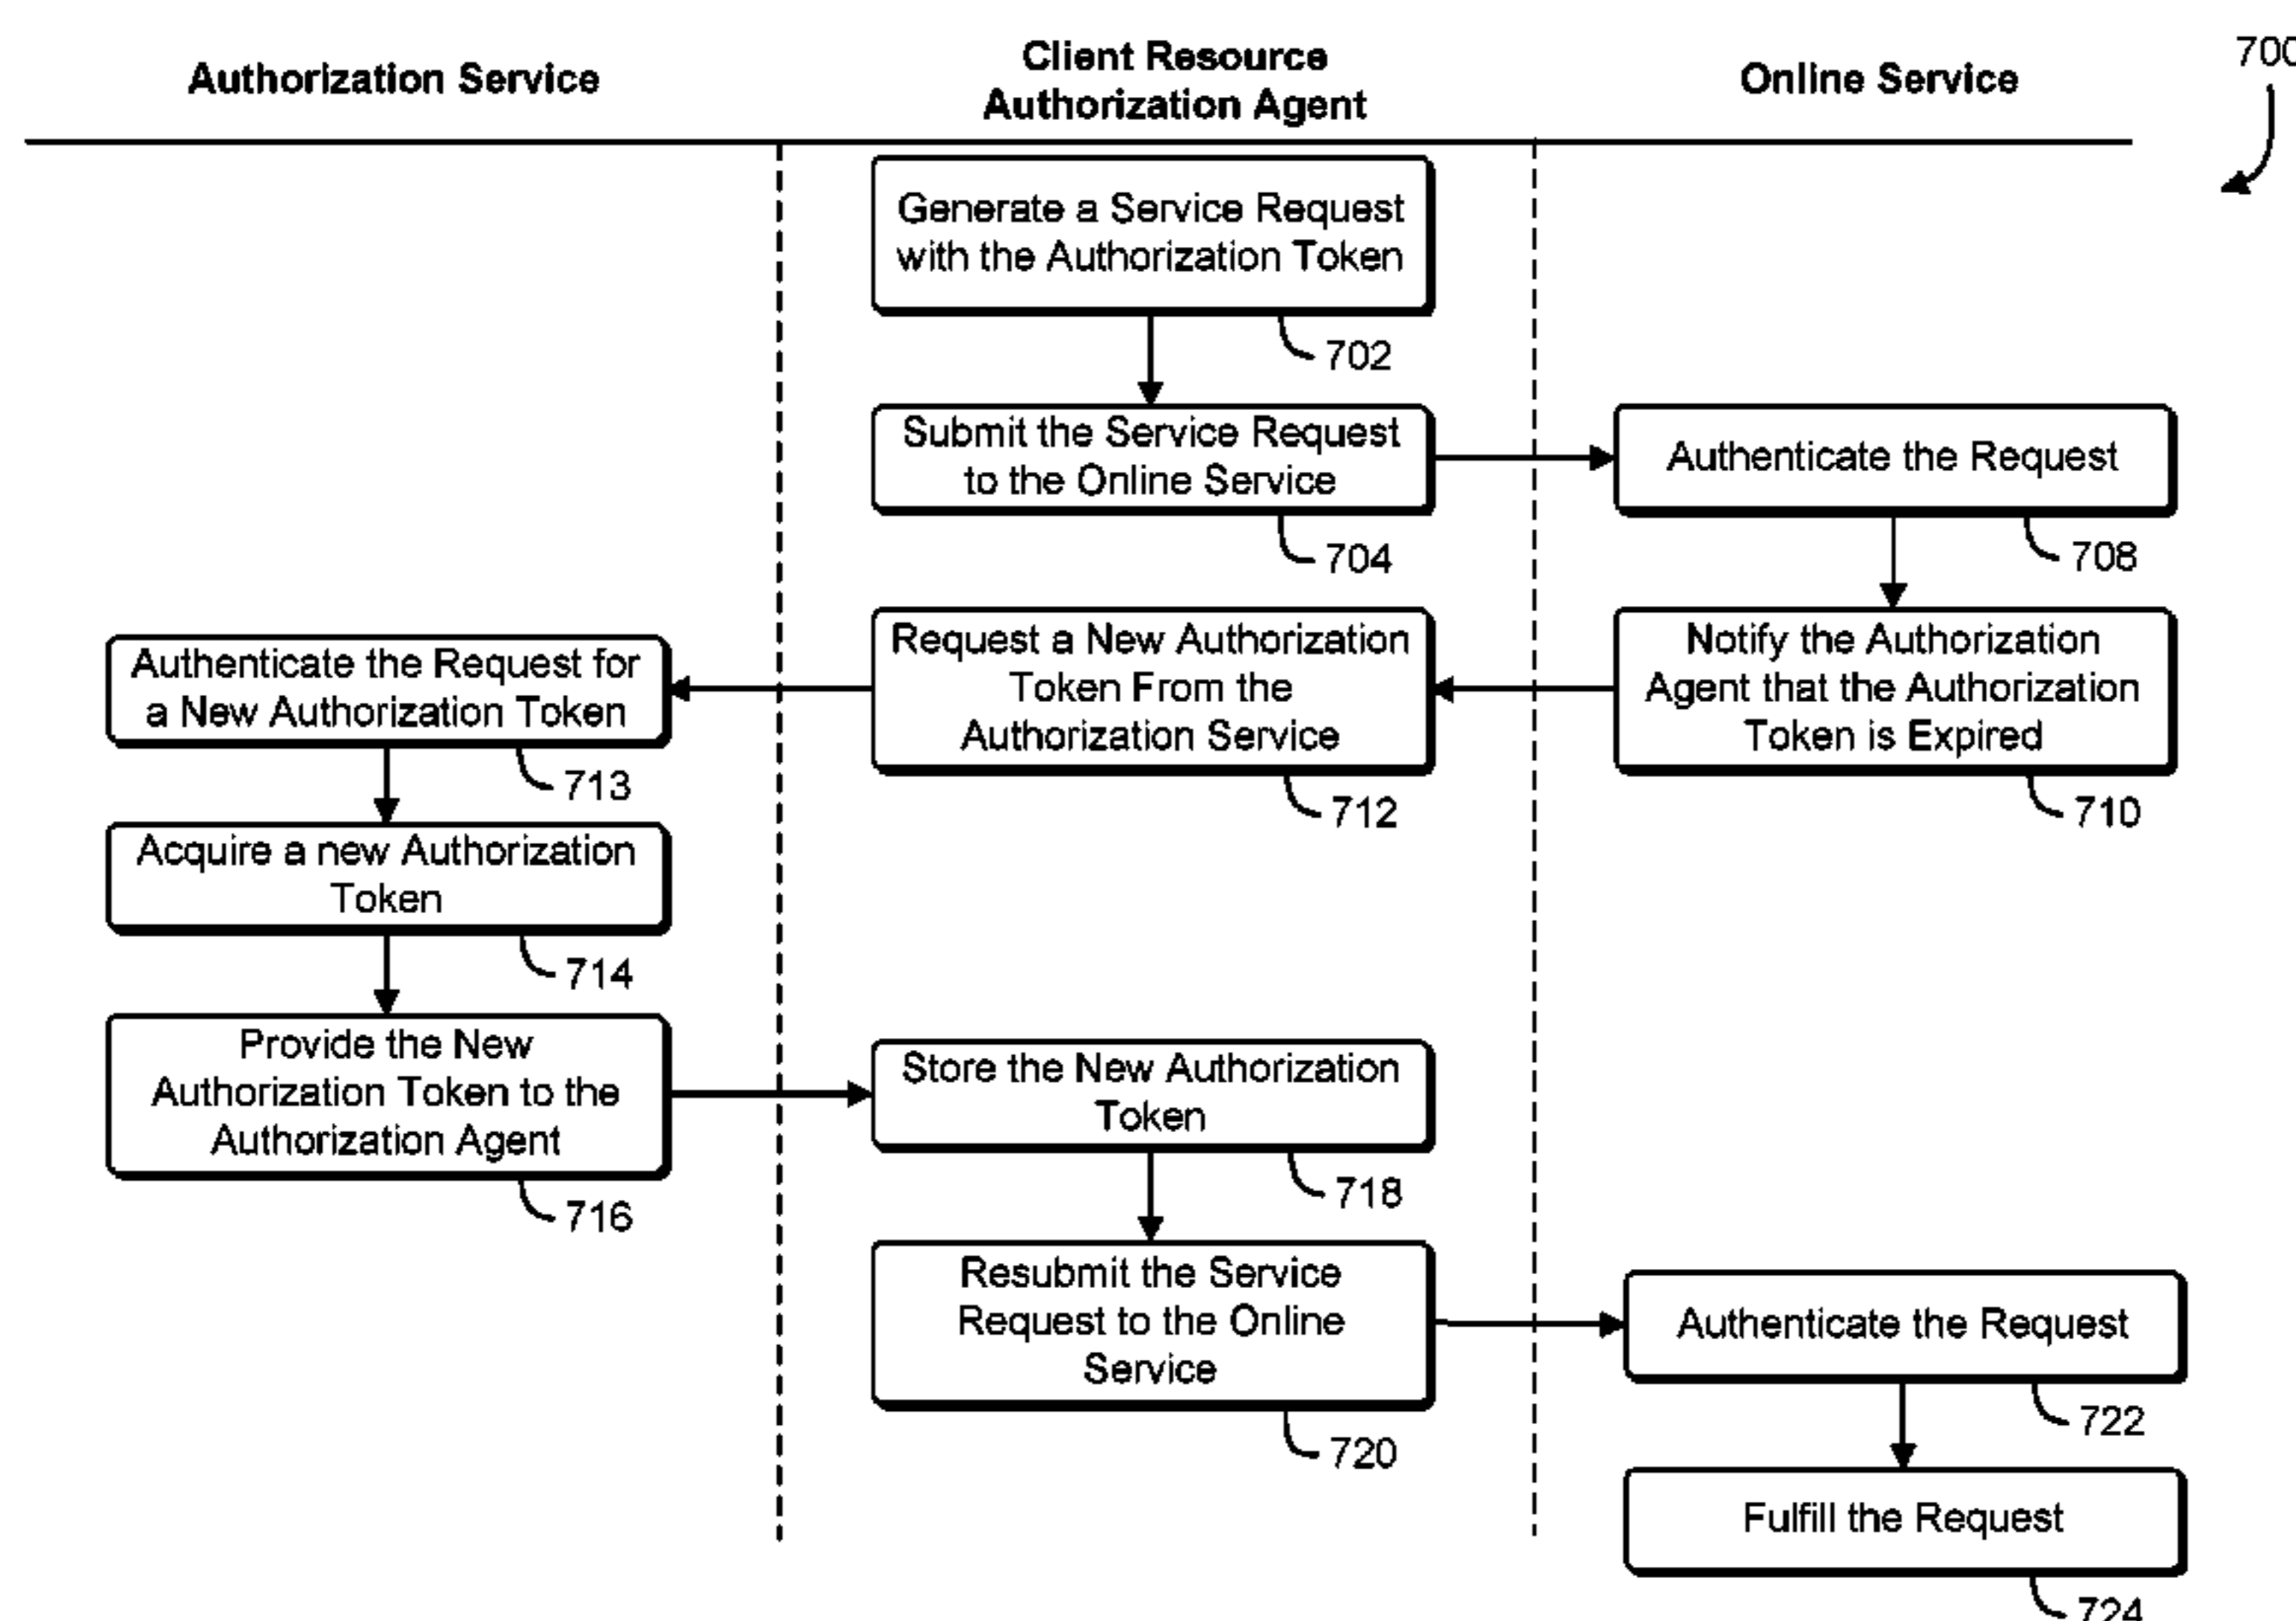 Authorization Service
Client Resource
Authorization Agent
Online Service
700
Generate a Service Request
with the Authorization Token
702
Submit the Service Request
to the Online Service
704
Authenticate the Request
708
Notify the Authorization
Agent that the Authorization
Token is Expired
710
Request a New Authorization
Token From the
Authorization Service
712
Authenticate the Request for
a New Authorization Token
713
Acquire a new Authorization
Token
714
Provide the New
Authorization Token to the
Authorization Agent
716
Store the New Authorization
Token
718
Resubmit the Service
Request to the Online
Service
720
Authenticate the Request
722
Fulfill the Request
724